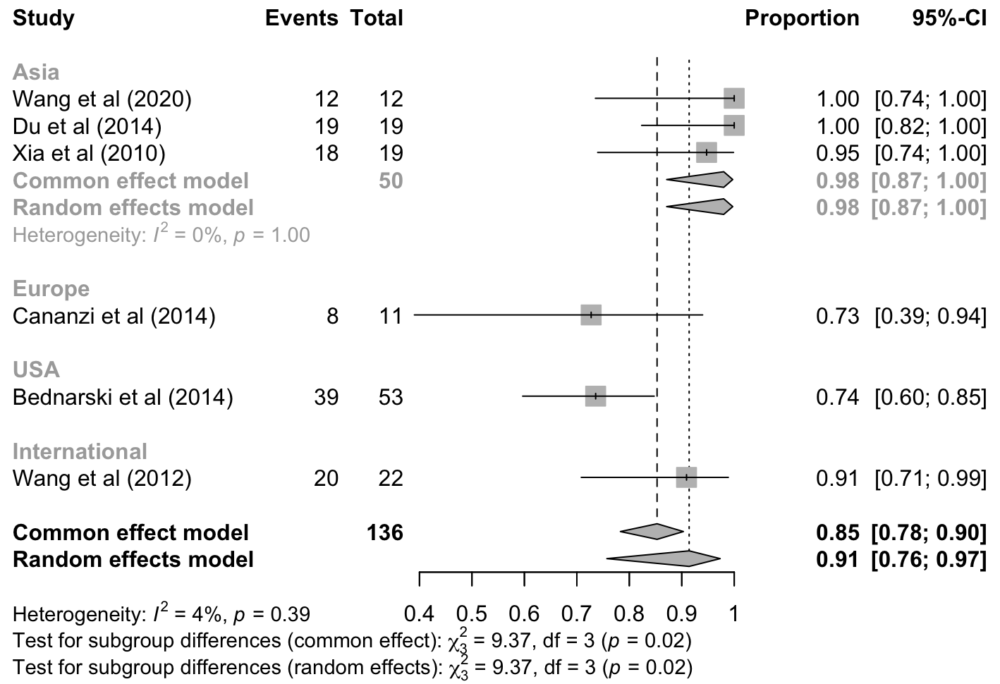 Study Events Total Proportion 95%-CI
Asia
Wang et al (2020) 12 12 1.00 [0.74; 1.00]
Du et al (2014) 19 19 1.00 [0.82; 1.00]
Xia et al (2010) 18 19 0.95 [0.74; 1.00]
Common effect model 50 0.98 [0.87; 1.00]
Random effects model 0.98 [0.87; 1.00]
Heterogeneity: I² = 0%, p = 1.00
Europe
Cananzi et al (2014) 8 11 0.73 [0.39; 0.94]
USA
Bednarski et al (2014) 39 53 0.74 [0.60; 0.85]
International
Wang et al (2012) 20 22 0.91 [0.71; 0.99]
Common effect model 136 0.85 [0.78; 0.90]
Random effects model 0.91 [0.76; 0.97]
Heterogeneity: I² = 4%, p = 0.39 0.4 0.5 0.6 0.7 0.8 0.9 1
Test for subgroup differences (common effect): χ²₃ = 9.37, df = 3 (p = 0.02)
Test for subgroup differences (random effects): χ²₃ = 9.37, df = 3 (p = 0.02)